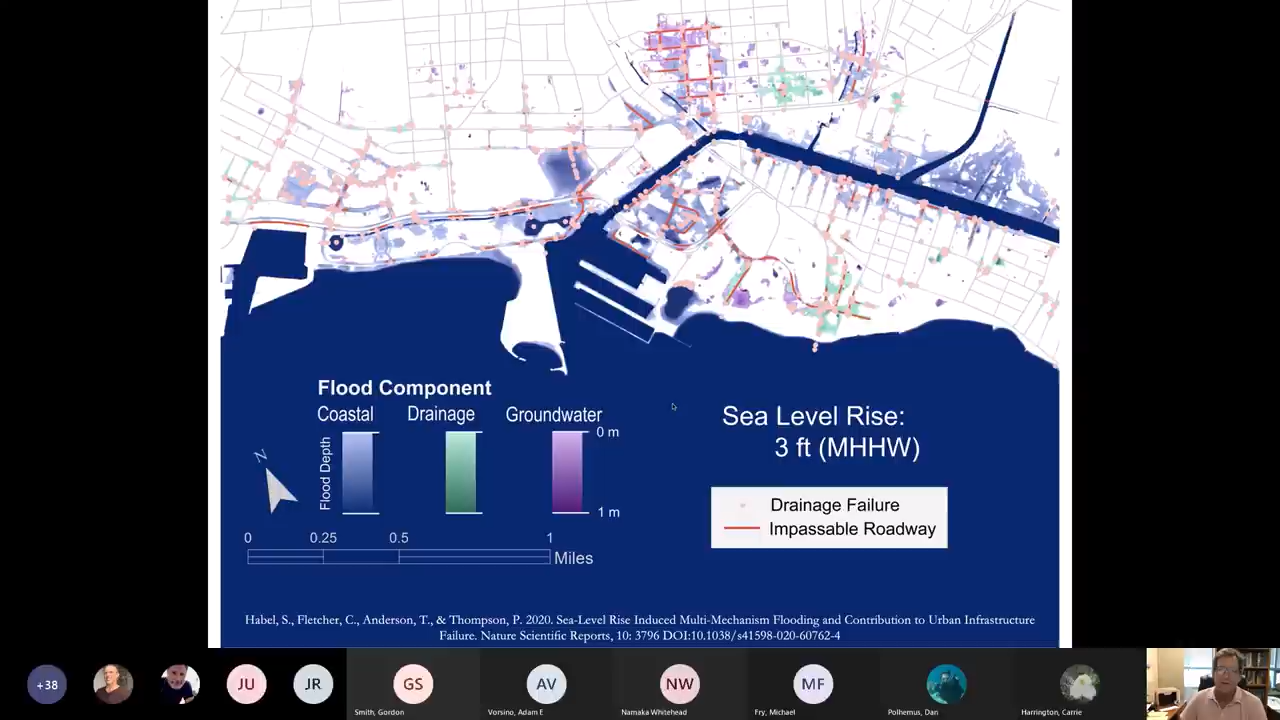 Flood Component
Coastal Drainage Groundwater
0 m
Flood Depth
1 m
N
0 0.25 0.5 1
Miles
Sea Level Rise:
3 ft (MHHW)
Drainage Failure
Impassable Roadway
Habel, S., Fletcher, C., Anderson, T., & Thompson, P. 2020. Sea-Level Rise Induced Multi-Mechanism Flooding and Contribution to Urban Infrastructure
Failure. Nature Scientific Reports, 10: 3796 DOI:10.1038/s41598-020-60762-4
+38 JU JR GS AV NW MF
Smith, Gordon Vorsino, Adam E Namaka Whitehead Fry, Michael Polhemus, Dan Harrington, Carrie